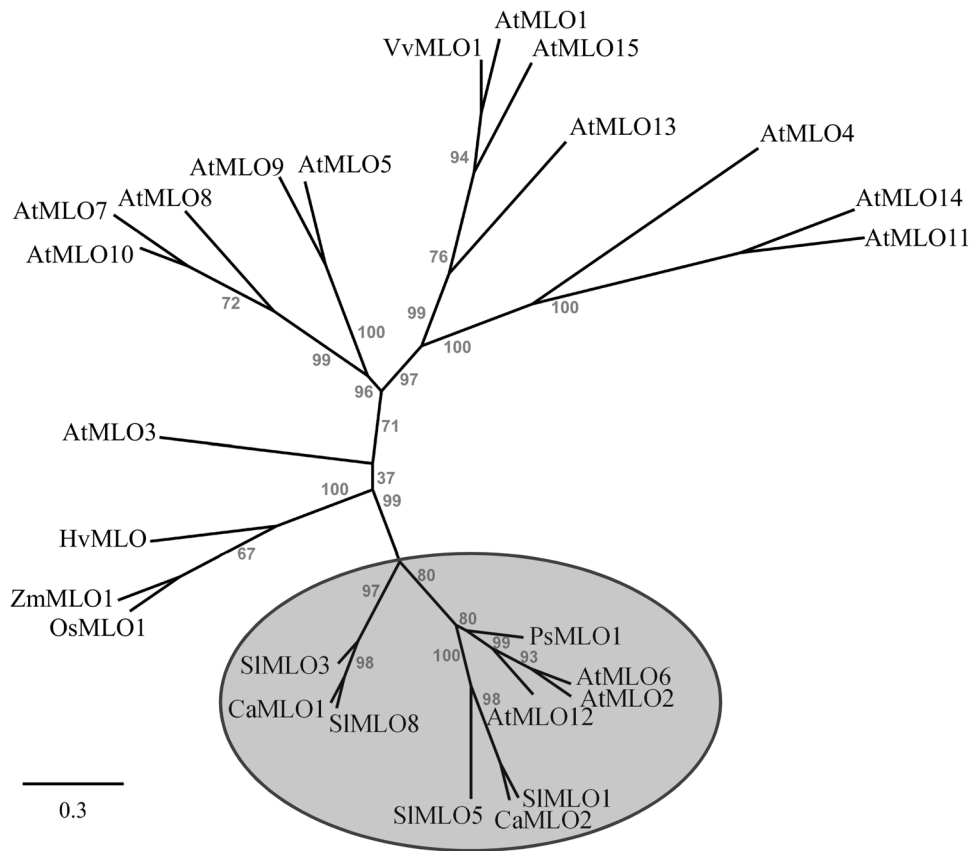 AtMLO1
VvMLO1
AtMLO15
AtMLO13
AtMLO4
94
AtMLO9
AtMLO5
AtMLO8
AtMLO7
AtMLO14
AtMLO10
AtMLO11
76
72
99
100
100
100
99
97
96
71
AtMLO3
37
100
99
HvMLO
67
80
97
ZmMLO1
OsMLO1
80
PsMLO1
99
100
93
SlMLO3
98
AtMLO6
AtMLO2
98
CaMLO1
AtMLO12
SlMLO8
SlMLO1
SlMLO5
CaMLO2
0.3